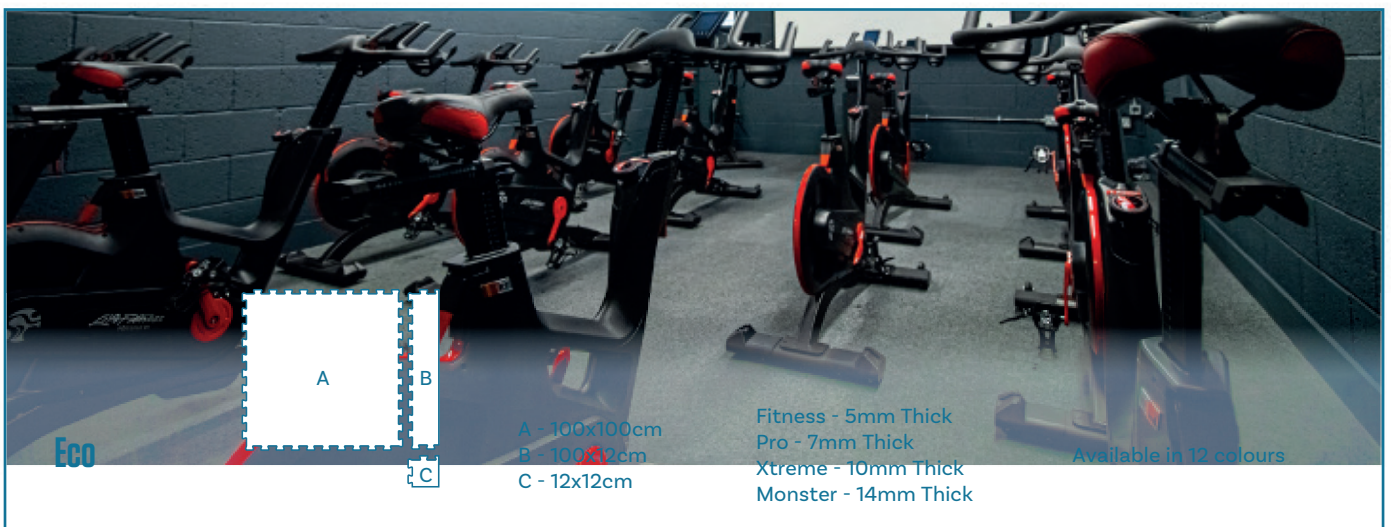 Eco
A
B
C
A - 100x100cm
B - 100x12cm
C - 12x12cm
Fitness - 5mm Thick
Pro - 7mm Thick
Xtreme - 10mm Thick
Monster - 14mm Thick
Available in 12 colours